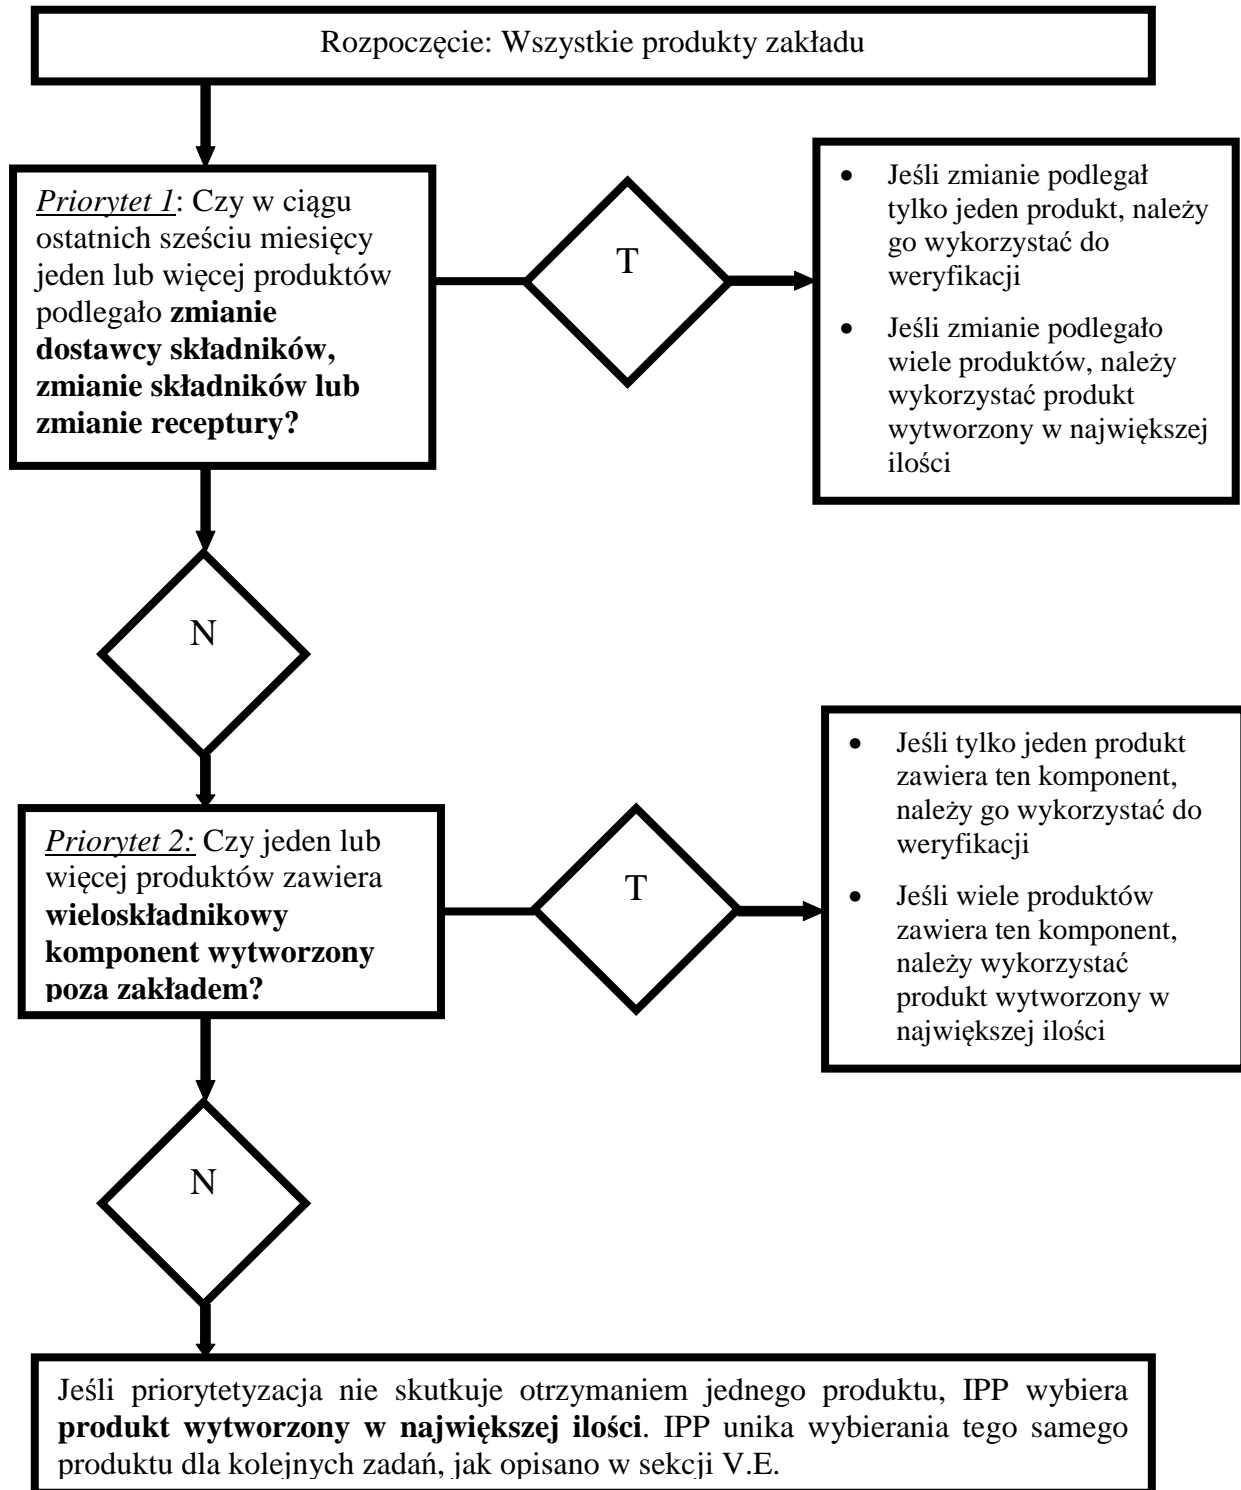 Rozpoczęcie: Wszystkie produkty zakładu
Priorytet 1: Czy w ciągu
ostatnich sześciu miesięcy
jeden lub więcej produktów
podlegało zmianie
dostawcy składników,
zmianie składników lub
zmianie receptury?
T
• Jeśli zmianie podlegał
tylko jeden produkt, należy
go wykorzystać do
weryfikacji
• Jeśli zmianie podlegało
wiele produktów, należy
wykorzystać produkt
wytworzony w największej
ilości
N
Priorytet 2: Czy jeden lub
więcej produktów zawiera
wieloskładnikowy
komponent wytworzony
poza zakładem?
T
• Jeśli tylko jeden produkt
zawiera ten komponent,
należy go wykorzystać do
weryfikacji
• Jeśli wiele produktów
zawiera ten komponent,
należy wykorzystać
produkt wytworzony w
największej ilości
N
Jeśli priorytetyzacja nie skutkuje otrzymaniem jednego produktu, IPP wybiera
produkt wytworzony w największej ilości. IPP unika wybierania tego samego
produktu dla kolejnych zadań, jak opisano w sekcji V.E.